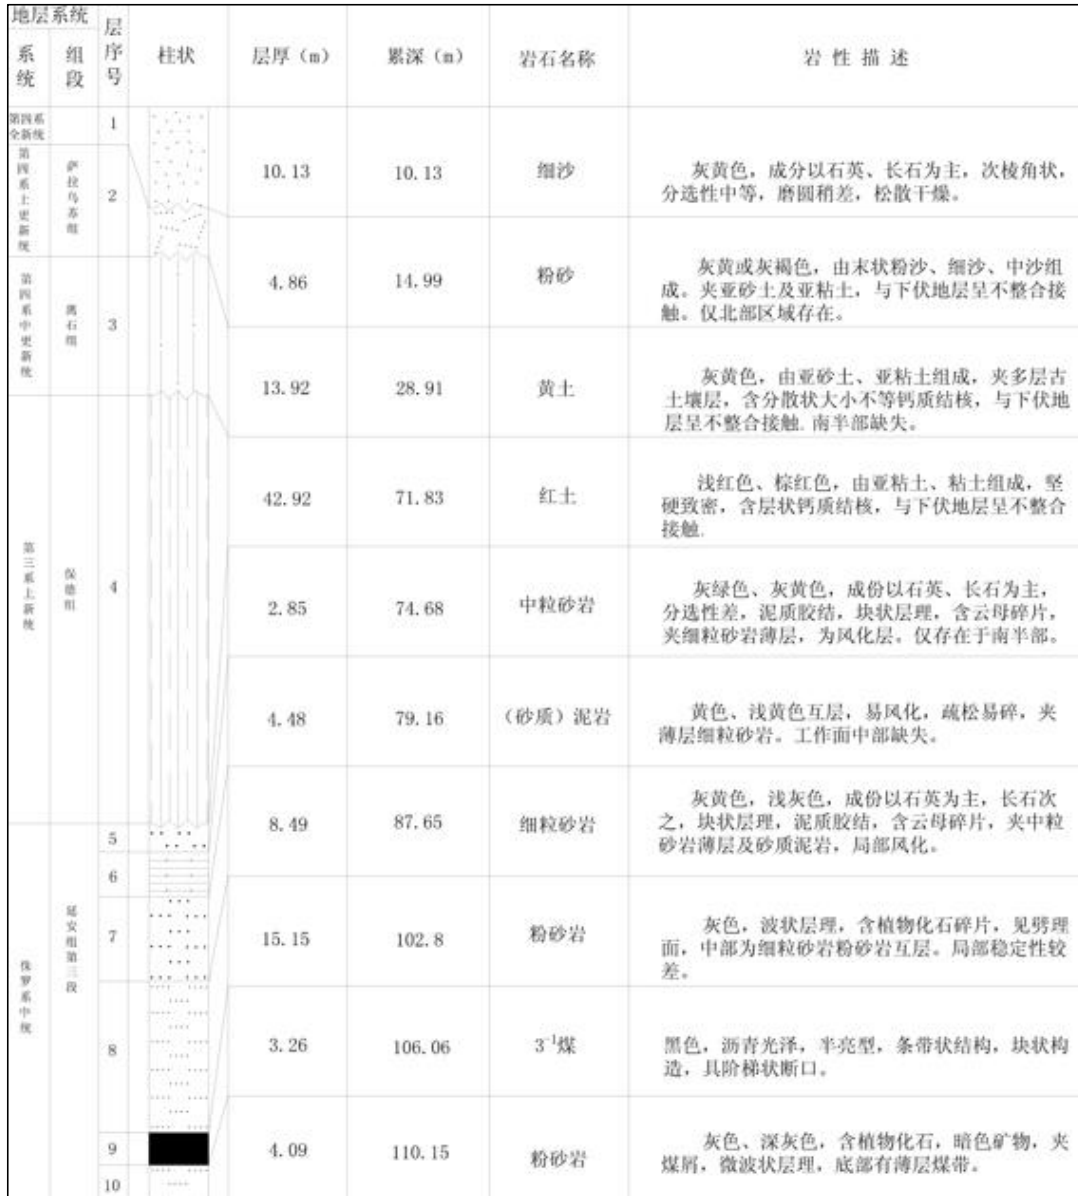 地层系统
系统
组段
层序号
柱状
层厚（m）
累深（m）
岩石名称
岩 性 描 述
第四系
全新统
1
第四系上更新统
萨拉乌苏组
2
10.13
10.13
细沙
灰黄色，成分以石英、长石为主，次棱角状，
分选性中等，磨圆稍差，松散干燥。
第四系中更新统
离石组
3
4.86
14.99
粉砂
灰黄或灰褐色，由末状粉沙、细沙、中沙组
成。夹亚砂土及亚粘土，与下伏地层呈不整合接
触。仅北部区域存在。
13.92
28.91
黄土
灰黄色，由亚砂土、亚粘土组成，夹多层古
土壤层，含分散状大小不等钙质结核，与下伏地
层呈不整合接触.南半部缺失。
第三系上新统
保德组
4
42.92
71.83
红土
浅红色、棕红色，由亚粘土、粘土组成，坚
硬致密，含层状钙质结核，与下伏地层呈不整合
接触.
2.85
74.68
中粒砂岩
灰绿色、灰黄色，成份以石英、长石为主，
分选性差，泥质胶结，块状层理，含云母碎片，
夹细粒砂岩薄层，为风化层。仅存在于南半部。
4.48
79.16
（砂质）泥岩
黄色、浅黄色互层，易风化，疏松易碎，夹
薄层细粒砂岩。工作面中部缺失。
侏罗系中统
延安组第三段
5
8.49
87.65
细粒砂岩
灰黄色，浅灰色，成份以石英为主，长石次
之，块状层理，泥质胶结，含云母碎片，夹中粒
砂岩薄层及砂质泥岩，局部风化。
6
7
15.15
102.8
粉砂岩
灰色，波状层理，含植物化石碎片，见劈理
面，中部为细粒砂岩粉砂岩互层。局部稳定性较
差。
8
3.26
106.06
3⁻¹煤
黑色，沥青光泽，半亮型，条带状结构，块状构
造，具阶梯状断口。
9
4.09
110.15
粉砂岩
灰色、深灰色，含植物化石，暗色矿物，夹
煤屑，微波状层理，底部有薄层煤带。
10